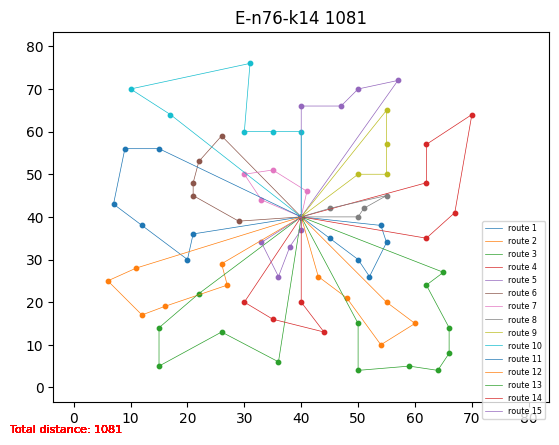 E-n76-k14 1081
80
70
60
50
40
30
20
10
0
0 10 20 30 40 50 60 70 80
route 1
route 2
route 3
route 4
route 5
route 6
route 7
route 8
route 9
route 10
route 11
route 12
route 13
route 14
route 15
Total distance: 1081